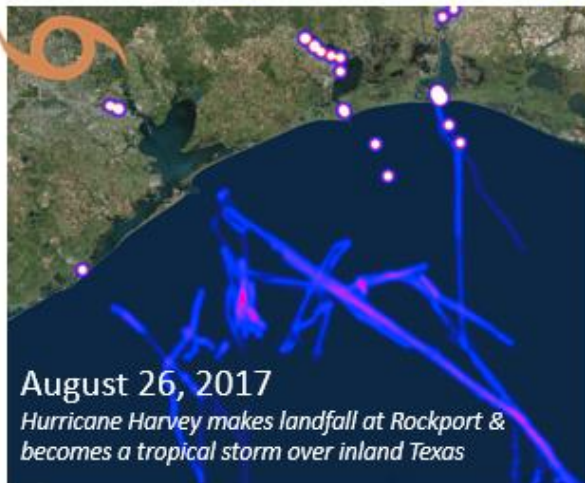 August 26, 2017
Hurricane Harvey makes landfall at Rockport &
becomes a tropical storm over inland Texas